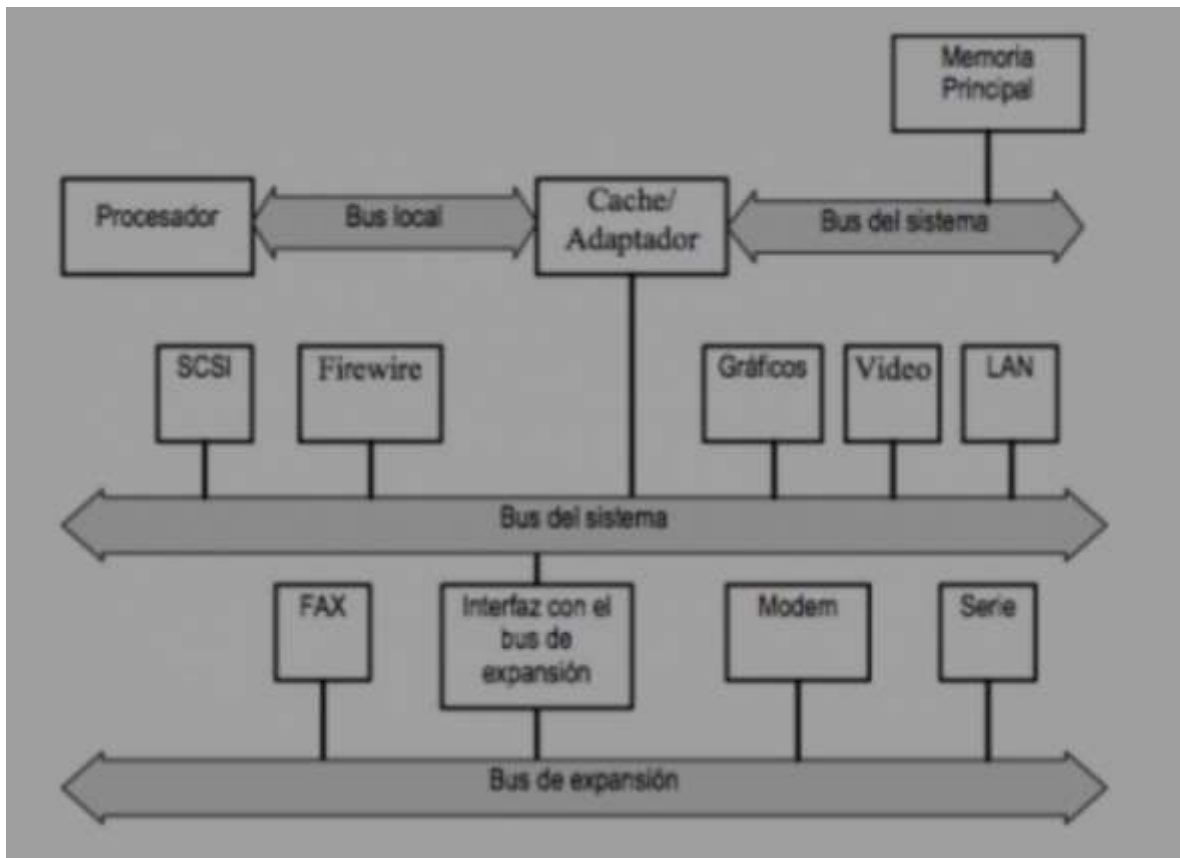 Memoria
Principal
Procesador
Bus local
Cache/
Adaptador
Bus del sistema
SCSI
Firewire
Gráficos
Video
LAN
Bus del sistema
FAX
Interfaz con el
bus de
expansión
Modem
Serie
Bus de expansión